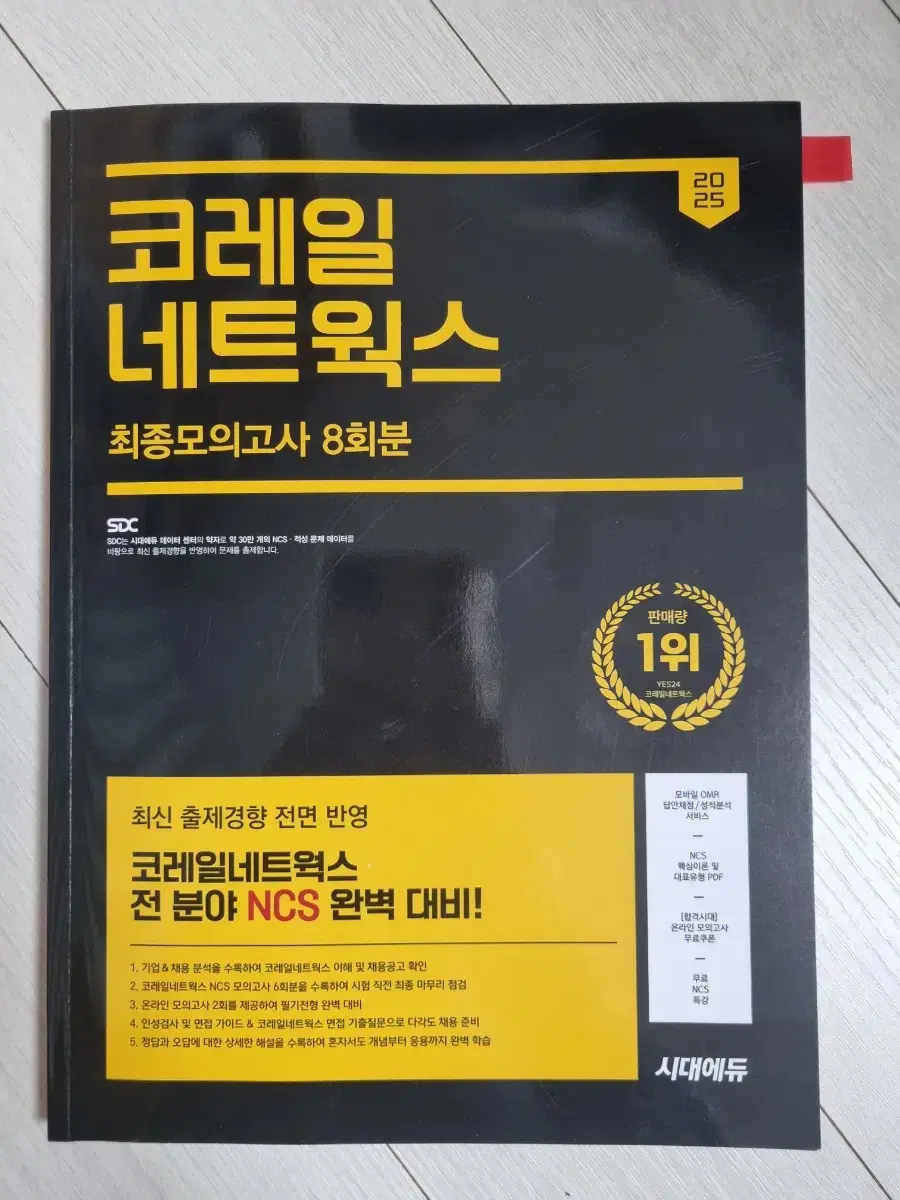 20
25
코레일
네트웍스
최종모의고사 8회분
SDC
SDC는 시대에듀 데이터 센터의 약자로 약 30만 개의 NCS · 적성 문제 데이터를
바탕으로 최신 출제경향을 반영하여 문제를 출제합니다.
판매량
1위
YES24
코레일네트웍스
최신 출제경향 전면 반영
코레일네트웍스
전 분야 NCS 완벽 대비!
1. 기업 & 채용 분석을 수록하여 코레일네트웍스 이해 및 채용공고 확인
2. 코레일네트웍스 NCS 모의고사 6회분을 수록하여 시험 직전 최종 마무리 점검
3. 온라인 모의고사 2회를 제공하여 필기전형 완벽 대비
4. 인성검사 및 면접 가이드 & 코레일네트웍스 면접 기출질문으로 다각도 채용 준비
5. 정답과 오답에 대한 상세한 해설을 수록하여 혼자서도 개념부터 응용까지 완벽 학습
모바일 OMR
답안채점 / 성적분석
서비스
NCS
핵심이론 및
대표유형 PDF
[합격시대]
온라인 모의고사
무료쿠폰
무료
NCS
특강
시대에듀